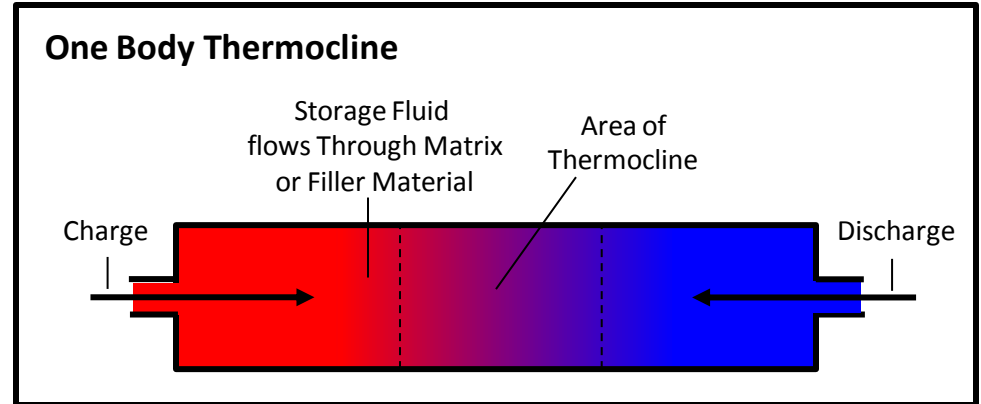 One Body Thermocline
Storage Fluid
flows Through Matrix
or Filler Material
Area of
Thermocline
Charge
Discharge